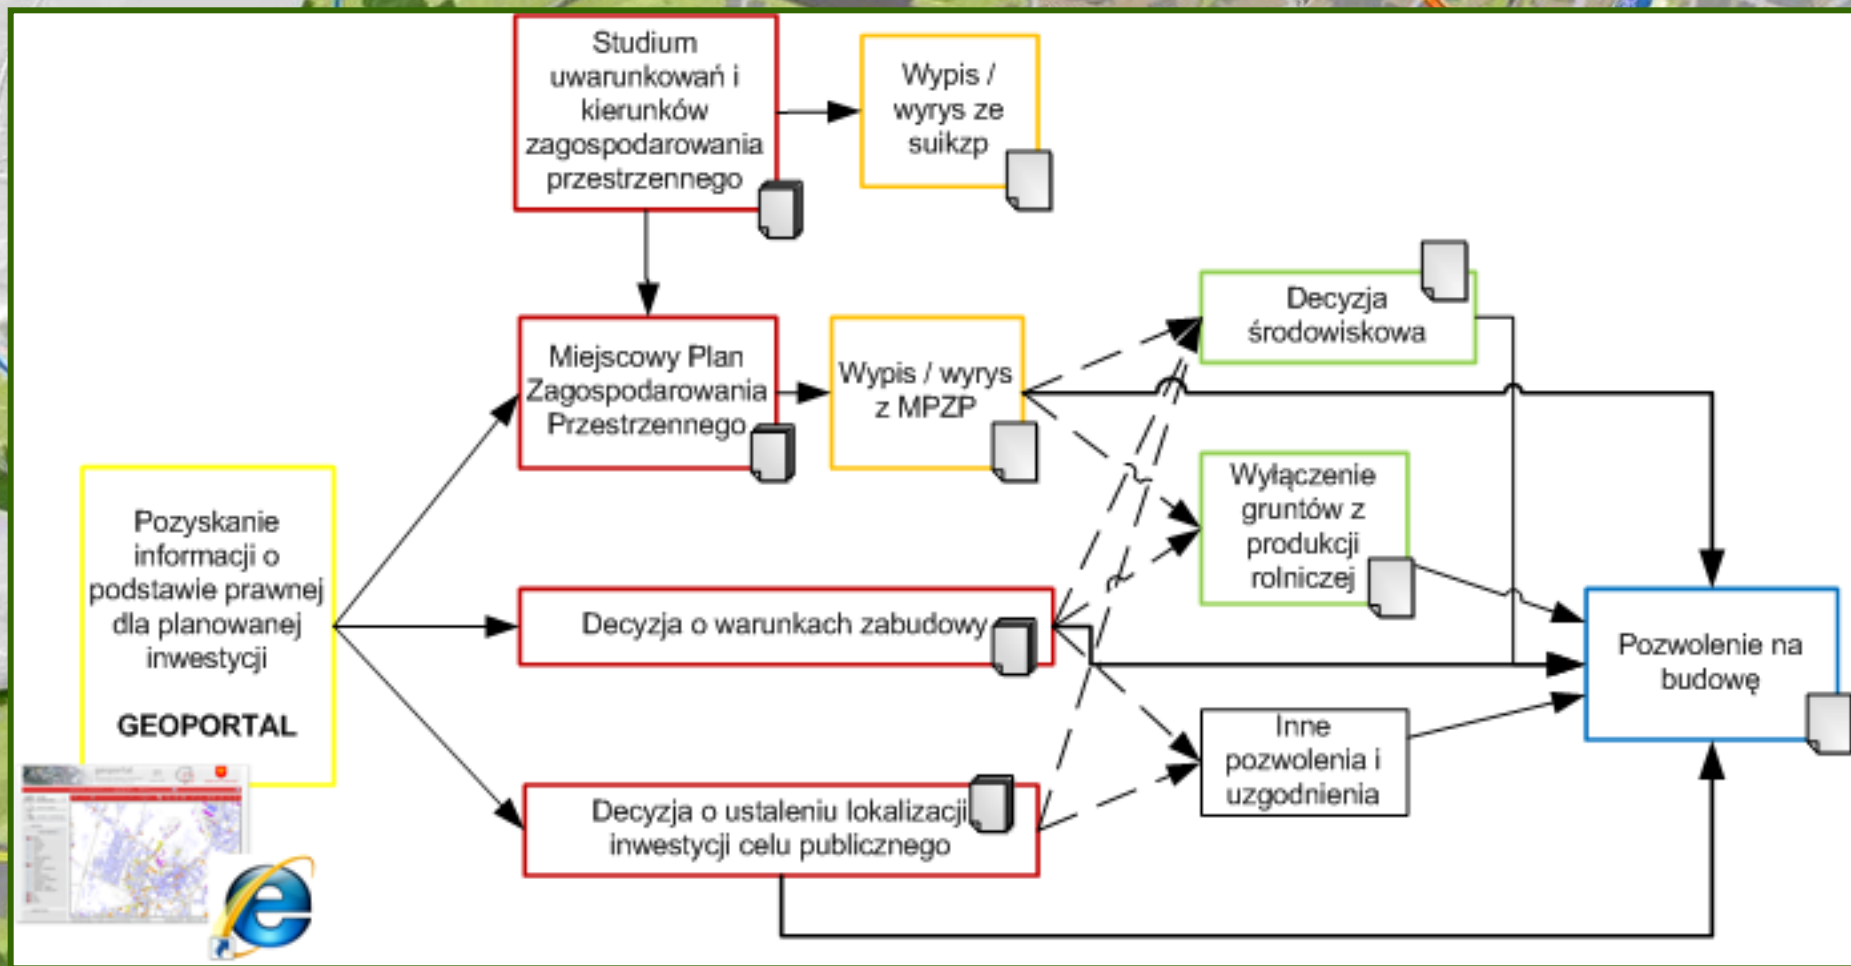 Studium
uwarunkowań i
kierunków
zagospodarowania
przestrzennego
Wypis /
wyrys ze
suikzp
Decyzja
środowiskowa
Miejscowy Plan
Zagospodarowania
Przestrzennego
Wypis / wyrys
z MPZP
Wyłączenie
gruntów z
produkcji
rolniczej
Pozyskanie
informacji o
podstawie prawnej
dla planowanej
inwestycji
GEOPORTAL
Decyzja o warunkach zabudowy
Pozwolenie na
budowę
Inne
pozwolenia i
uzgodnienia
Decyzja o ustaleniu lokalizacji
inwestycji celu publicznego
geoportal